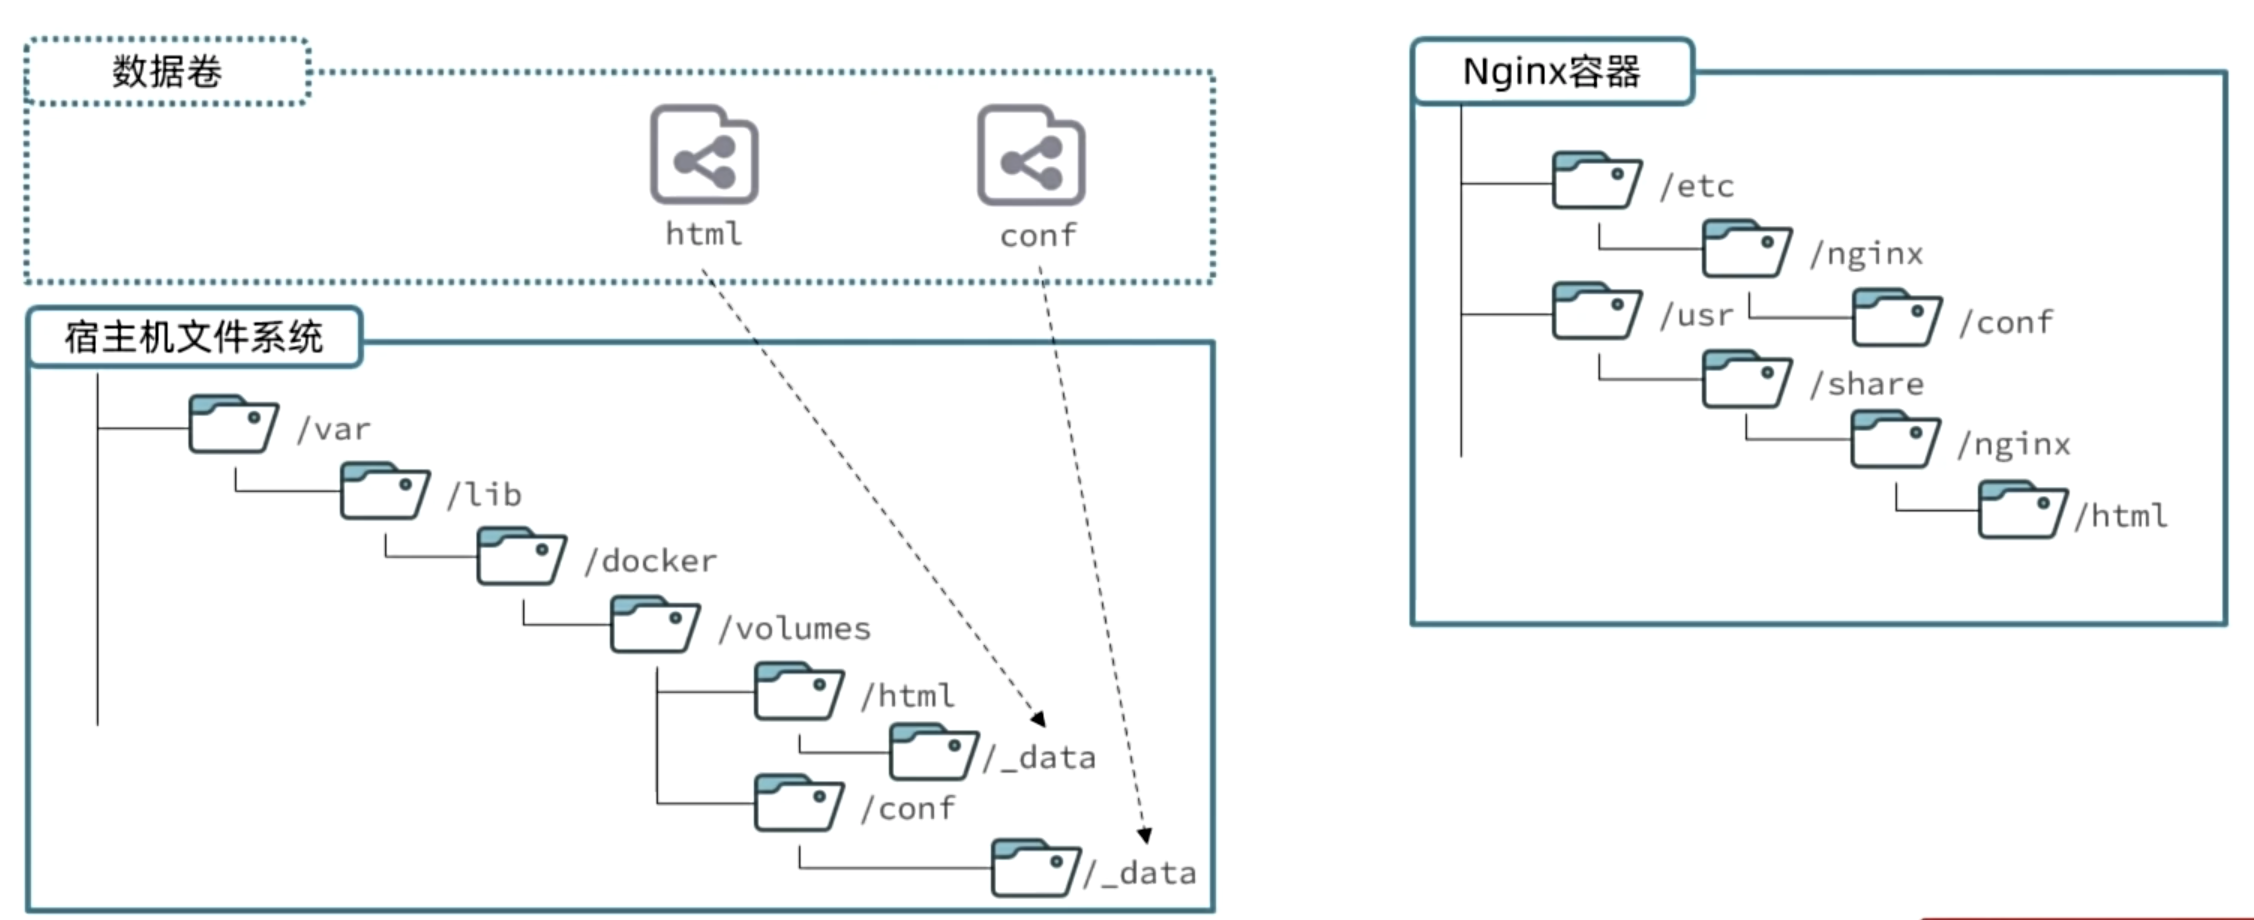 数据卷
html
conf
宿主机文件系统
/var
/lib
/docker
/volumes
/html
/_data
/conf
/_data
Nginx容器
/etc
/nginx
/usr
/conf
/share
/nginx
/html